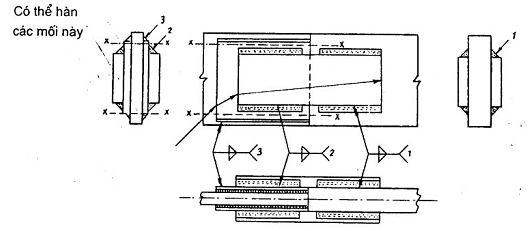 Có thể hàn
các mối này
3
2
x x
x x
x x
x x
1
3 2 1